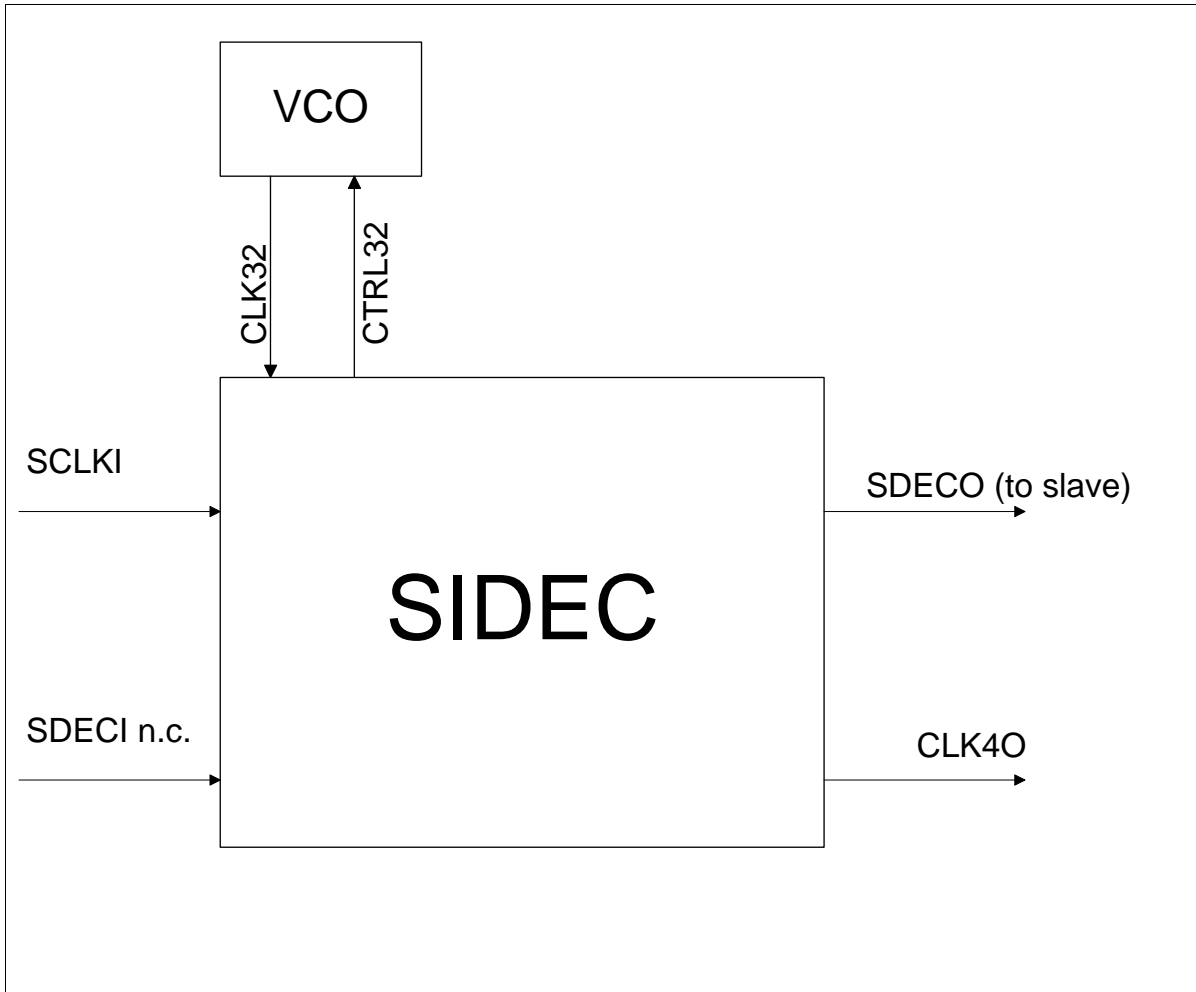 VCO
CLK32
CTRL32
SCLKI
SDECO (to slave)
SIDEC
SDECI n.c.
CLK4O